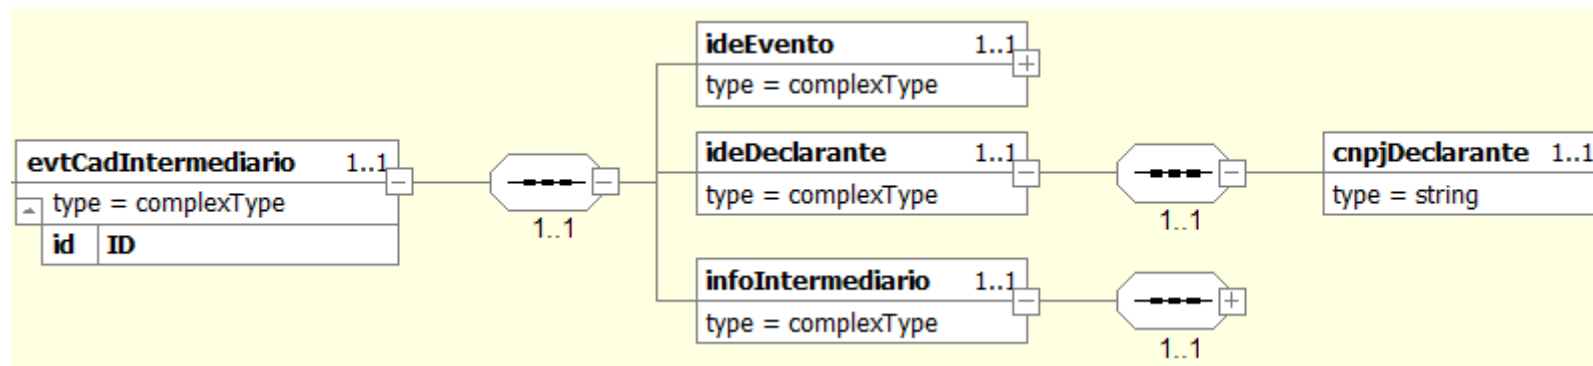 ideEvento 1..1
type = complexType
evtCadIntermediario 1..1
type = complexType
id ID
1..1
ideDeclarante 1..1
type = complexType
1..1
cnpjDeclarante 1..1
type = string
infoIntermediario 1..1
type = complexType
1..1